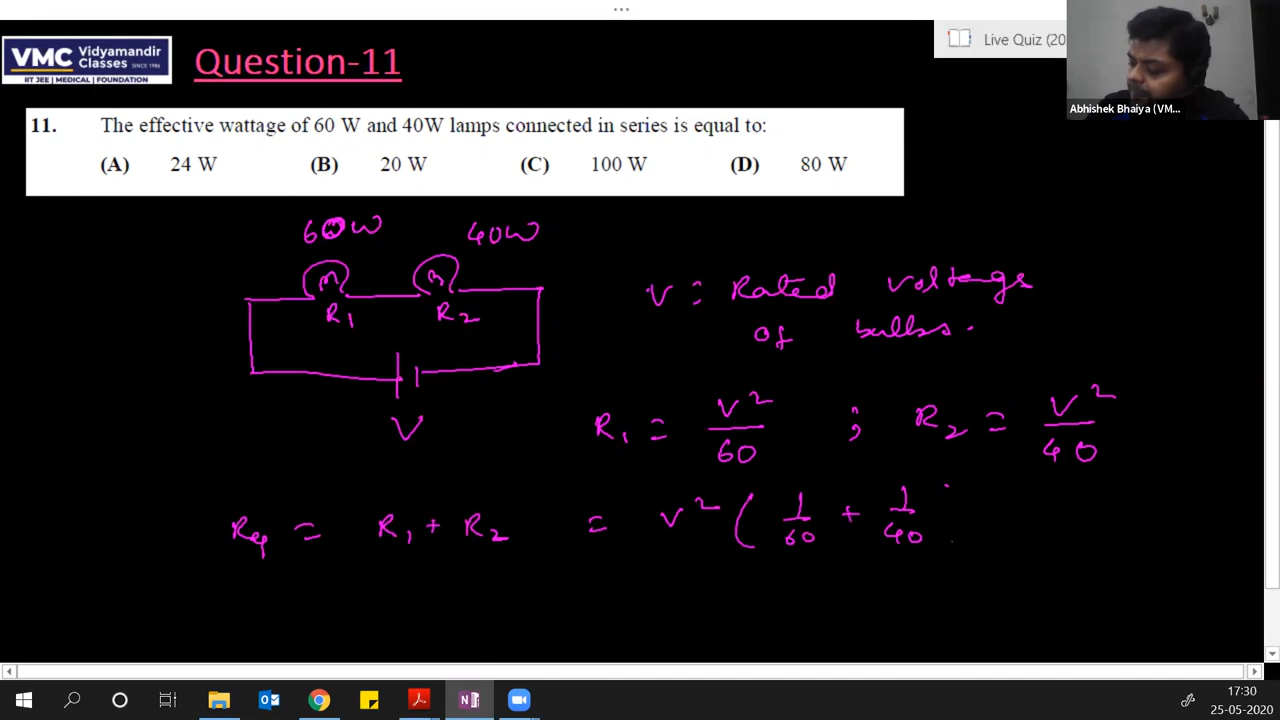 VMC Vidyamandir Classes SINCE 1986
IIT JEE | MEDICAL | FOUNDATION
Question-11
Live Quiz (20
Abhishek Bhaiya (VM...
11. The effective wattage of 60 W and 40W lamps connected in series is equal to:
(A) 24 W (B) 20 W (C) 100 W (D) 80 W
60W 40W
R1 R2
V
V : Rated voltage
of bulbs.
R1 = V²/60 ; R2 = V²/40
Req = R1 + R2 = V² ( 1/60 + 1/40
17:30
25-05-2020